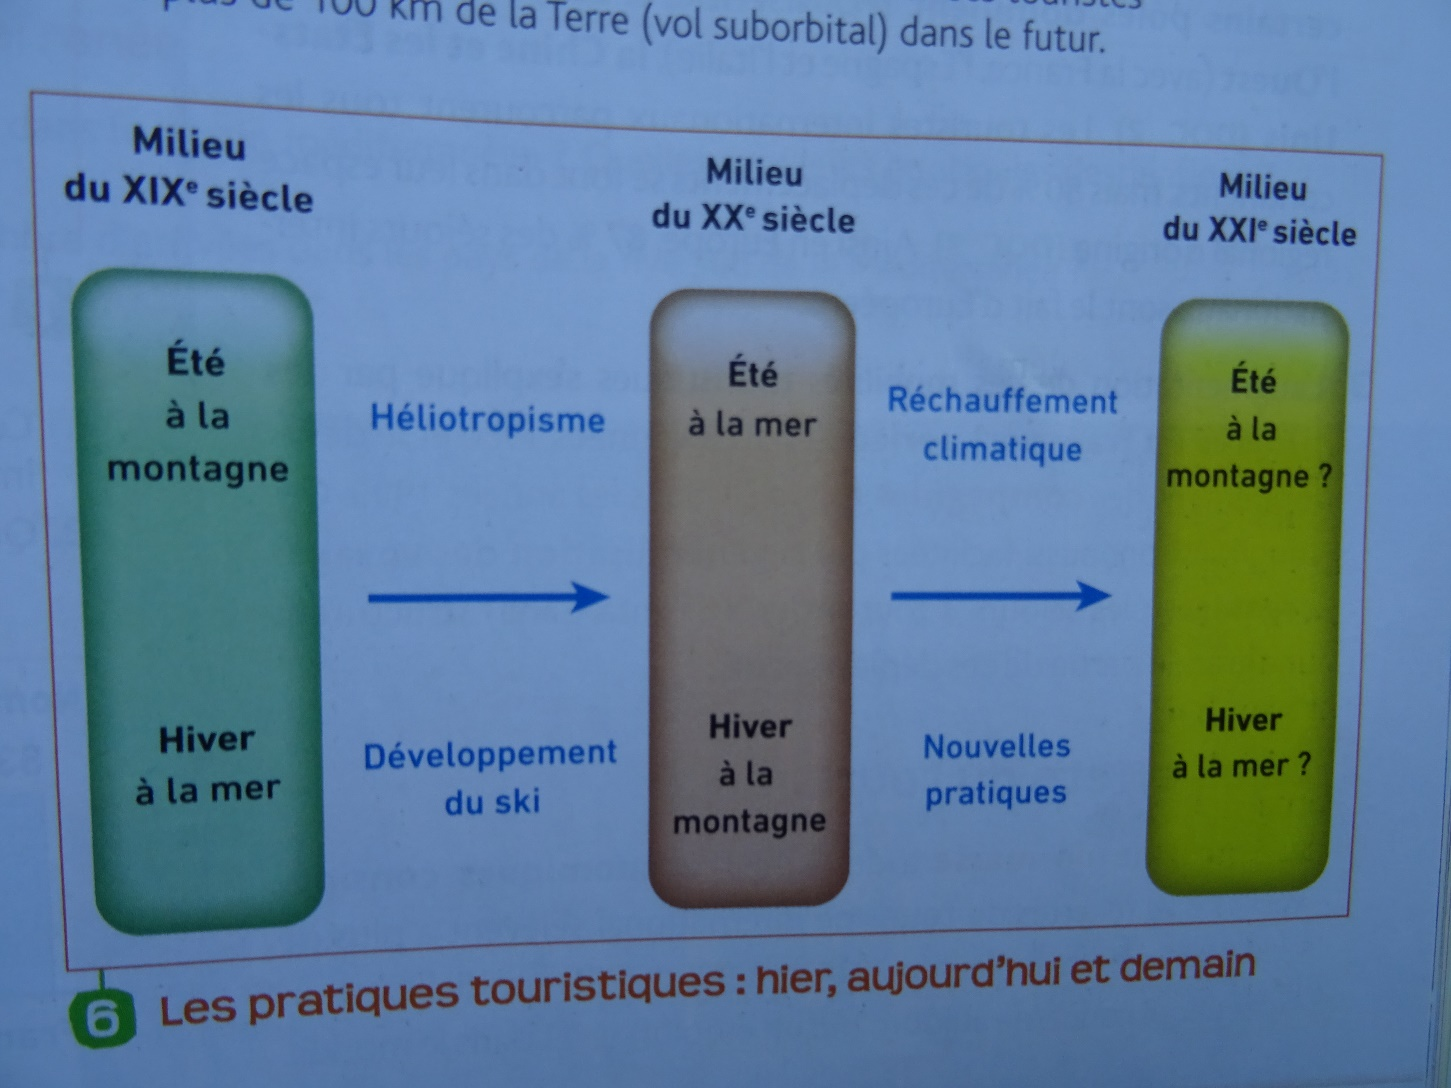 100 km de la Terre (vol suborbital) dans le futur.
Milieu
du XIXe siècle
Été
à la
montagne
Hiver
à la mer
Héliotropisme
Développement
du ski
Milieu
du XXe siècle
Été
à la mer
Hiver
à la
montagne
Réchauffement
climatique
Nouvelles
pratiques
Milieu
du XXIe siècle
Été
à la
montagne ?
Hiver
à la mer ?
6 Les pratiques touristiques : hier, aujourd'hui et demain